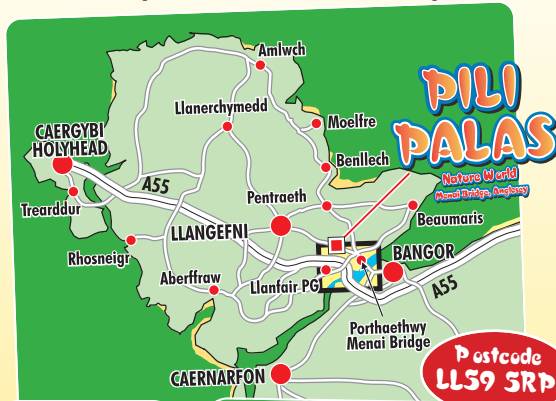 Amlwch
Llanerchymedd
Moelfre
PILI
PALAS
Nature World
Menai Bridge, Anglesey
CAERGYBI
HOLYHEAD
Benllech
A55
Trearddur
Pentraeth
Beaumaris
LLANGEFNI
Rhosneigr
BANGOR
Aberffraw
Llanfair PG
A55
Porthaethwy
Menai Bridge
CAERNARFON
Postcode
LL59 5RP